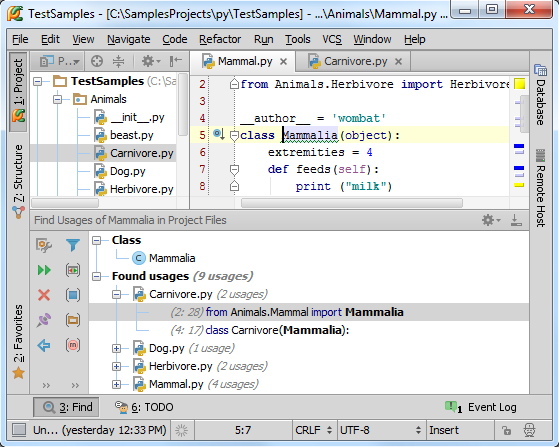 TestSamples - [C:\SamplesProjects\py\TestSamples] - ...\Animals\Mammal.py ...
File Edit View Navigate Code Refactor Run Tools VCS Window Help
1: Project
Z: Structure
2: Favorites
TestSamples (C:\Sa
Animals
__init__.py
beast.py
Carnivore.py
Dog.py
Herbivore.py
Mammal.py
Carnivore.py
2 from Animals.Herbivore import Herbivore
3
4 __author__ = 'wombat'
5 class Mammalia(object):
6 extremities = 4
7 def feeds(self):
8 print ("milk")
Database
Remote Host
Find Usages of Mammalia in Project Files
Class
Mammalia
Found usages (9 usages)
Carnivore.py (2 usages)
(2: 28) from Animals.Mammal import Mammalia
(4: 17) class Carnivore(Mammalia):
Dog.py (1 usage)
Herbivore.py (2 usages)
Mammal.py (4 usages)
3: Find
6: TODO
1 Event Log
Un... (yesterday 12:33 PM)
5:7
CRLF
UTF-8
Insert